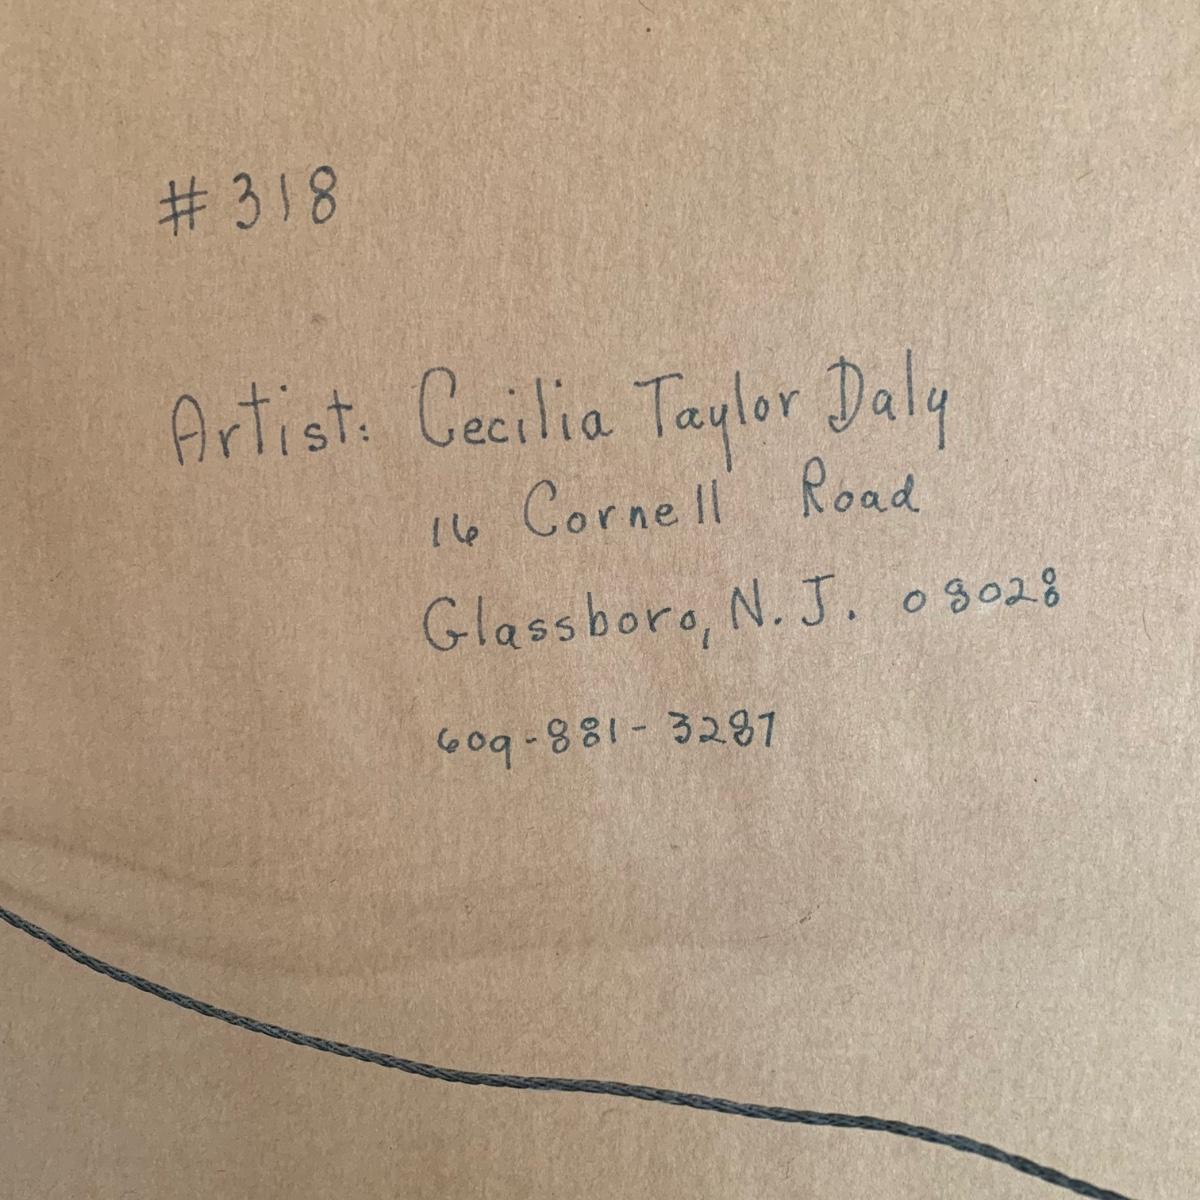 #318
Artist: Cecilia Taylor Daly
16 Cornell Road
Glassboro, N.J. 08028
609-881-3287